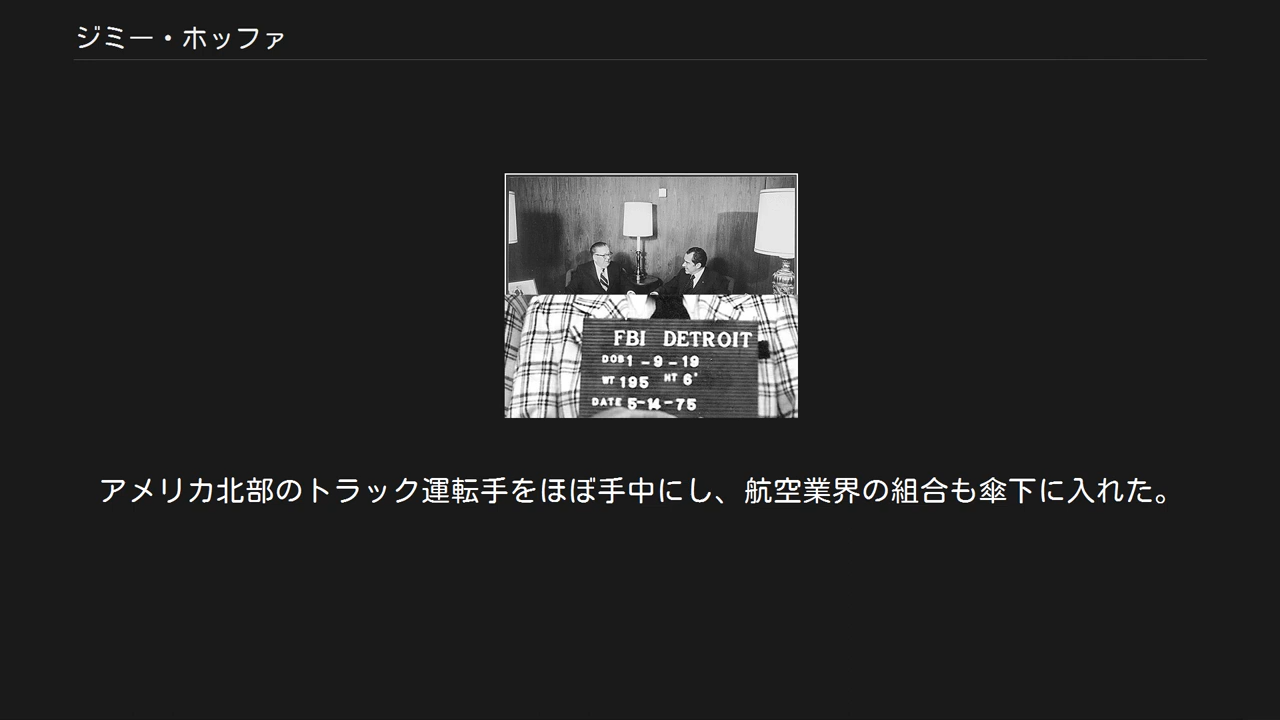 ジミー・ホッファ
FBI DETROIT
DOB 1-9-19
WT 195 HT 6'
DATE 5-14-75
アメリカ北部のトラック運転手をほぼ手中にし、航空業界の組合も傘下に入れた。